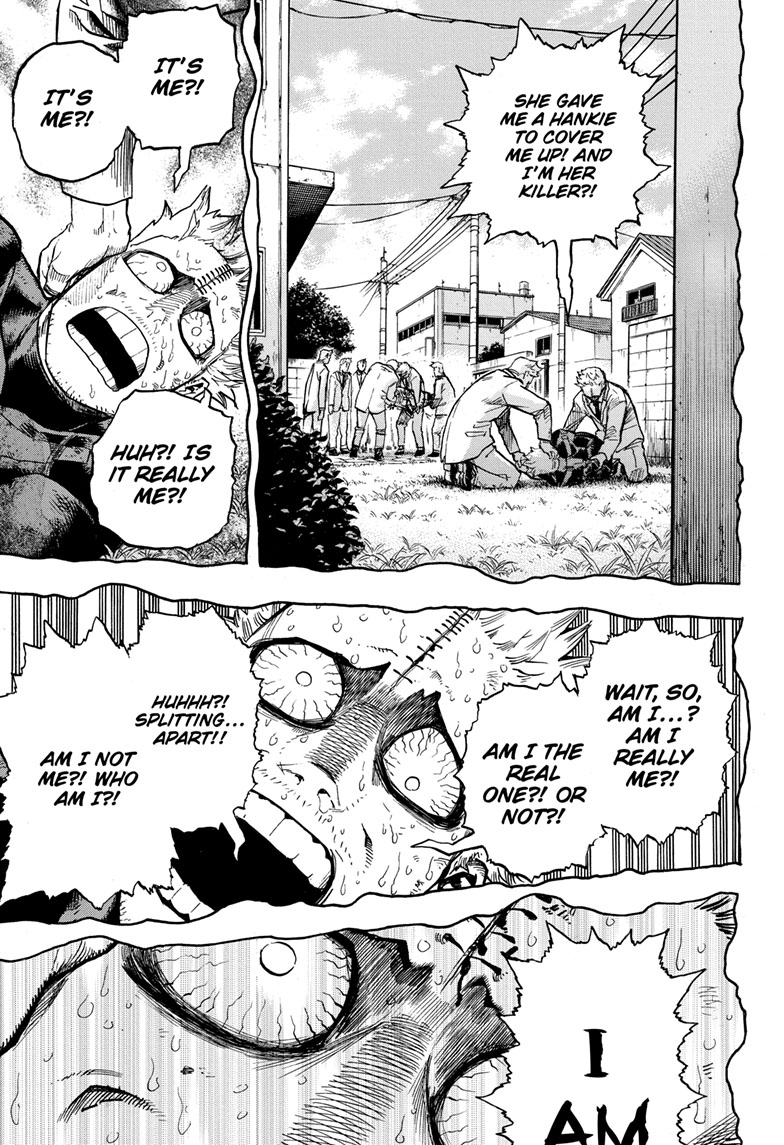 SHE GAVE
ME A HANKIE
TO COVER
ME UP! AND
I'M HER
KILLER?!
IT'S
ME?!
IT'S
ME?!
HUH?! IS
IT REALLY
ME?!
WAIT, SO,
AM I...?
AM I
REALLY
ME?!
AM I THE
REAL
ONE?! OR
NOT?!
HUHHH?!
SPLITTING...
APART!!
AM I NOT
ME?! WHO
AM I?!
I
AM